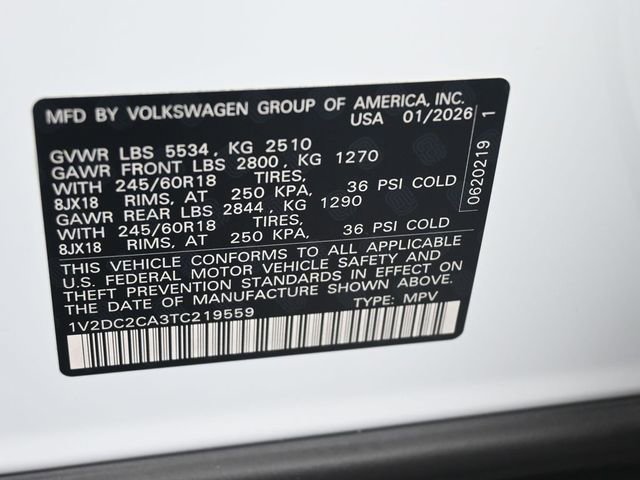 MFD BY VOLKSWAGEN GROUP OF AMERICA, INC.
USA 01/2026
GVWR LBS 5534, KG 2510
GAWR FRONT LBS 2800, KG 1270
WITH 245/60R18 TIRES,
8JX18 RIMS, AT 250 KPA, 36 PSI COLD
GAWR REAR LBS 2844, KG 1290
WITH 245/60R18 TIRES,
8JX18 RIMS, AT 250 KPA, 36 PSI COLD
THIS VEHICLE CONFORMS TO ALL APPLICABLE
U.S. FEDERAL MOTOR VEHICLE SAFETY AND
THEFT PREVENTION STANDARDS IN EFFECT ON
THE DATE OF MANUFACTURE SHOWN ABOVE.
1V2DC2CA3TC219559 TYPE: MPV
0620219 1